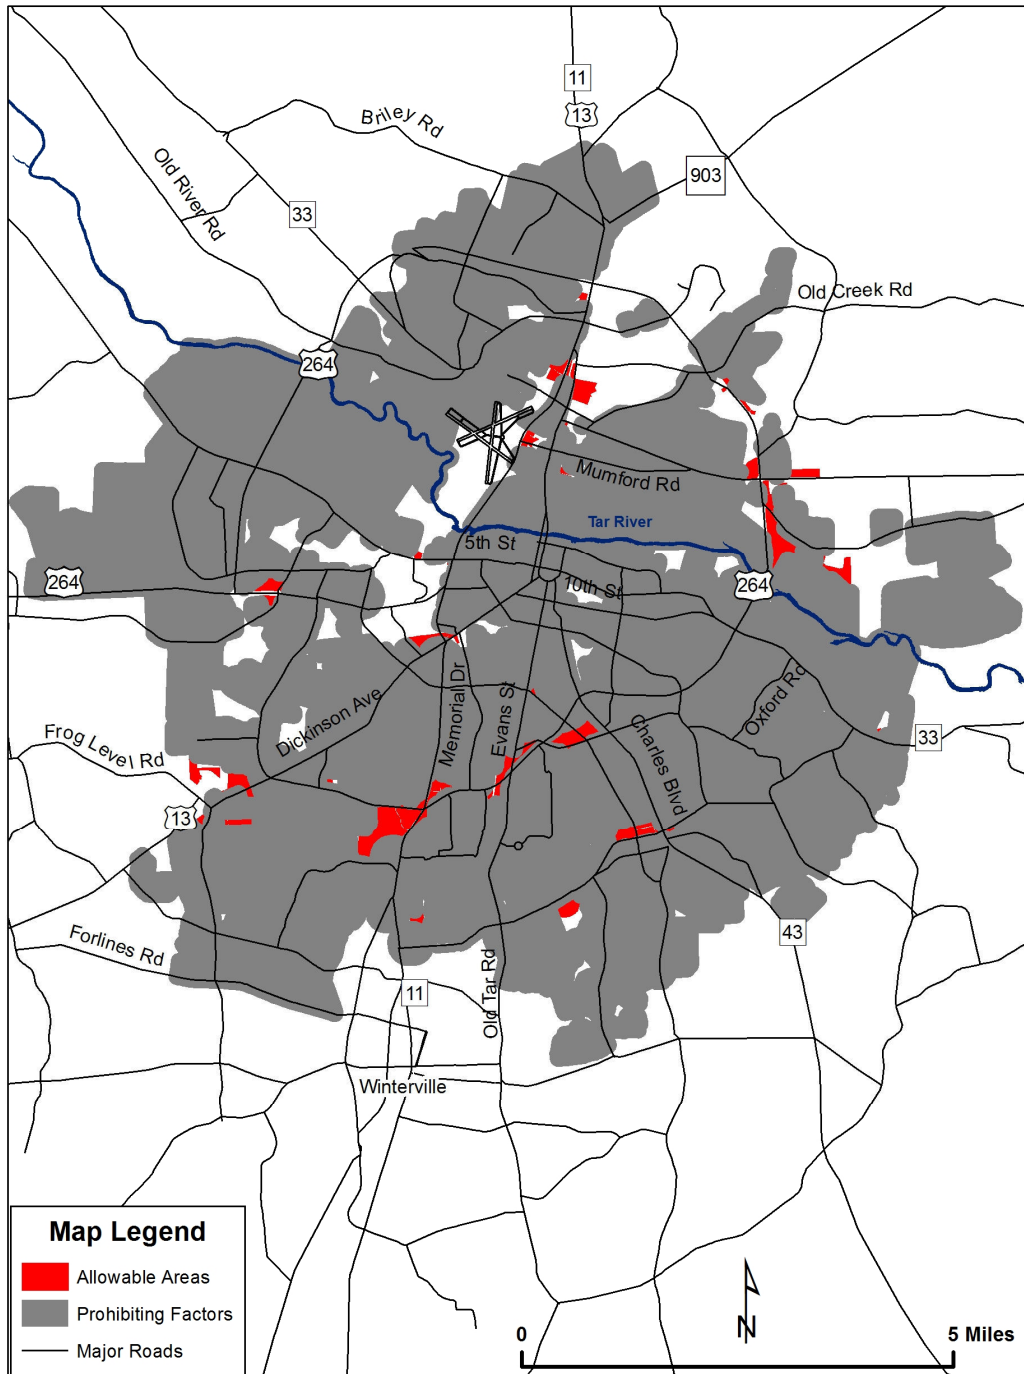 11
13
Briley Rd
903
Old River Rd
33
Old Creek Rd
264
Mumford Rd
Tar River
5th St
264
10th St
264
Oxford Rd
Memorial Dr
Evans St
Dickinson Ave
Charles Blvd
Frog Level Rd
33
13
43
Forlines Rd
11
Old Tar Rd
Winterville
Map Legend
Allowable Areas
Prohibiting Factors
Major Roads
N
0
5 Miles